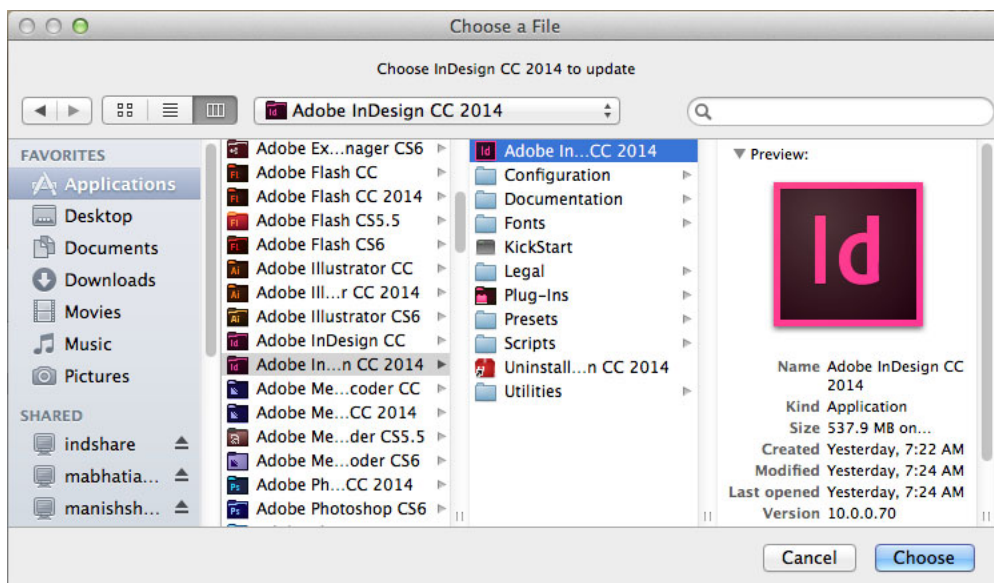 Choose a File
Choose InDesign CC 2014 to update
Adobe InDesign CC 2014
FAVORITES
Applications
Desktop
Documents
Downloads
Movies
Music
Pictures
SHARED
indshare
mabhatia...
manishsh...
Adobe Ex...nager CS6
Adobe Flash CC
Adobe Flash CC 2014
Adobe Flash CS5.5
Adobe Flash CS6
Adobe Illustrator CC
Adobe Ill...r CC 2014
Adobe Illustrator CS6
Adobe InDesign CC
Adobe In...n CC 2014
Adobe Me...coder CC
Adobe Me...CC 2014
Adobe Me...der CS5.5
Adobe Me...oder CS6
Adobe Ph...CC 2014
Adobe Photoshop CS6
Adobe In...CC 2014
Configuration
Documentation
Fonts
KickStart
Legal
Plug-Ins
Presets
Scripts
Uninstall...n CC 2014
Utilities
Preview:
Id
Name Adobe InDesign CC
2014
Kind Application
Size 537.9 MB on...
Created Yesterday, 7:22 AM
Modified Yesterday, 7:24 AM
Last opened Yesterday, 7:24 AM
Version 10.0.0.70
Cancel
Choose